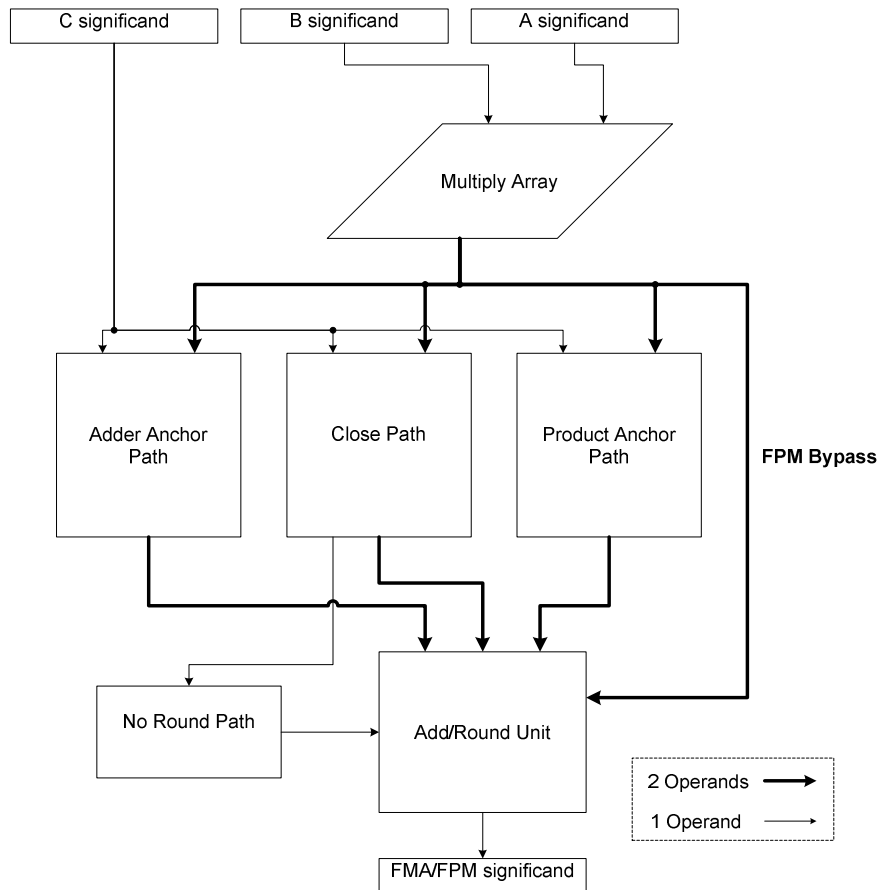 C significand
B significand
A significand
Multiply Array
Adder Anchor
Path
Close Path
Product Anchor
Path
FPM Bypass
No Round Path
Add/Round Unit
2 Operands
1 Operand
FMA/FPM significand